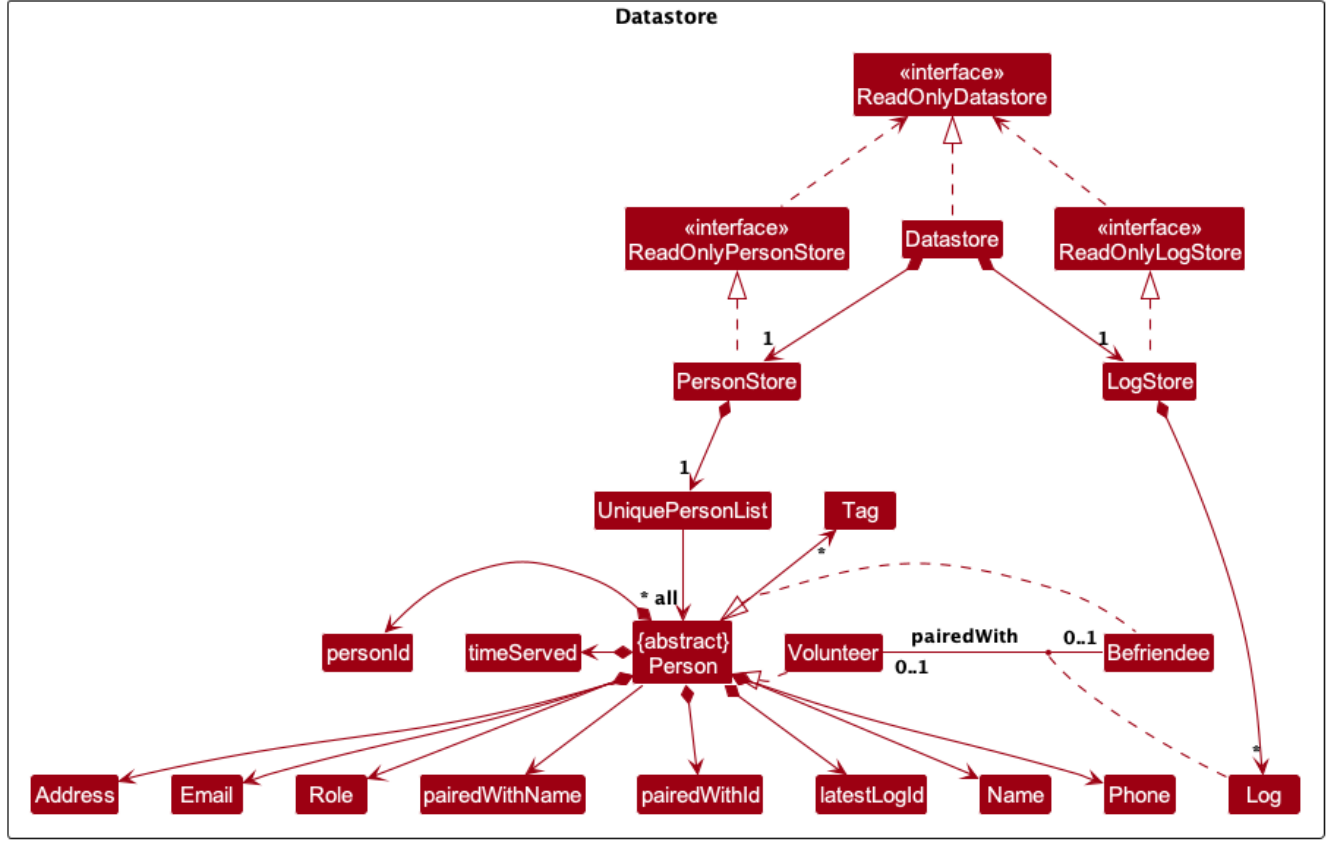 Datastore
«interface»
ReadOnlyDatastore
«interface»
ReadOnlyPersonStore
Datastore
«interface»
ReadOnlyLogStore
1
1
PersonStore
LogStore
1
UniquePersonList
Tag
*
* all
personId
timeServed
{abstract}
Person
Volunteer
pairedWith
0..1
0..1
Befriendee
*
Address
Email
Role
pairedWithName
pairedWithId
latestLogId
Name
Phone
Log